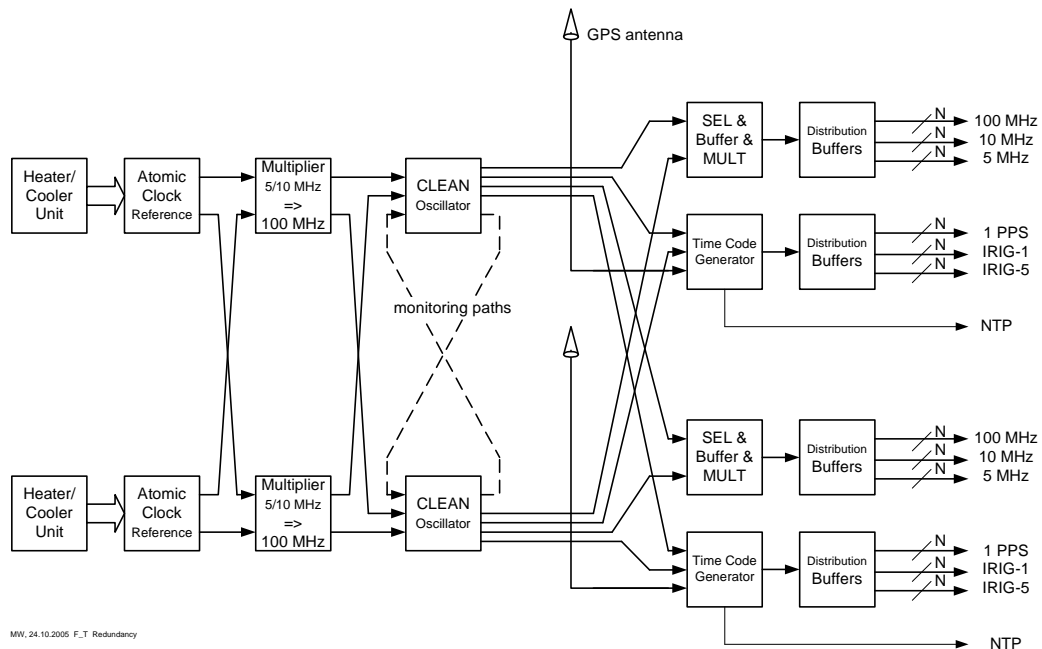 GPS antenna
SEL &
Buffer &
MULT
Distribution
Buffers
N
100 MHz
N
10 MHz
N
5 MHz
Heater/
Cooler
Unit
Atomic
Clock
Reference
Multiplier
5/10 MHz
=>
100 MHz
CLEAN
Oscillator
Time Code
Generator
Distribution
Buffers
N
1 PPS
N
IRIG-1
N
IRIG-5
monitoring paths
NTP
SEL &
Buffer &
MULT
Distribution
Buffers
N
100 MHz
N
10 MHz
N
5 MHz
Heater/
Cooler
Unit
Atomic
Clock
Reference
Multiplier
5/10 MHz
=>
100 MHz
CLEAN
Oscillator
Time Code
Generator
Distribution
Buffers
N
1 PPS
N
IRIG-1
N
IRIG-5
NTP
MW, 24.10.2005 F_T Redundancy